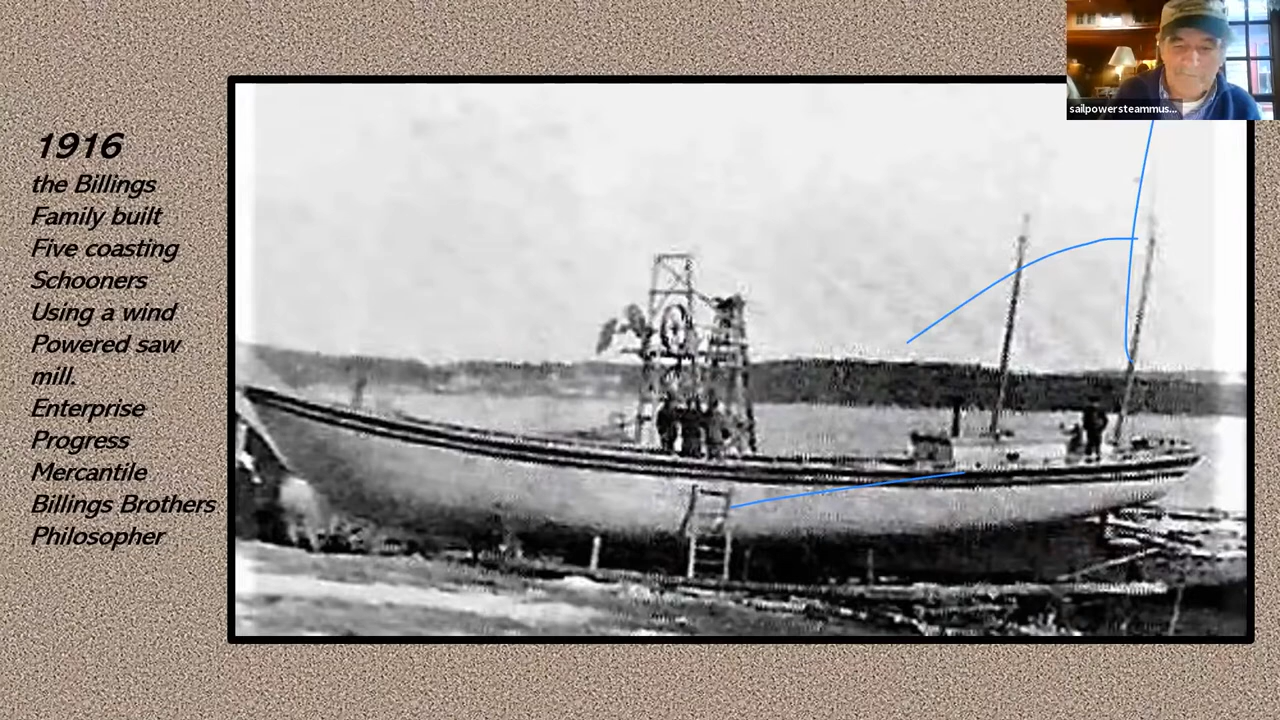 sailpowersteammus...
1916
the Billings
Family built
Five coasting
Schooners
Using a wind
Powered saw
mill.
Enterprise
Progress
Mercantile
Billings Brothers
Philosopher